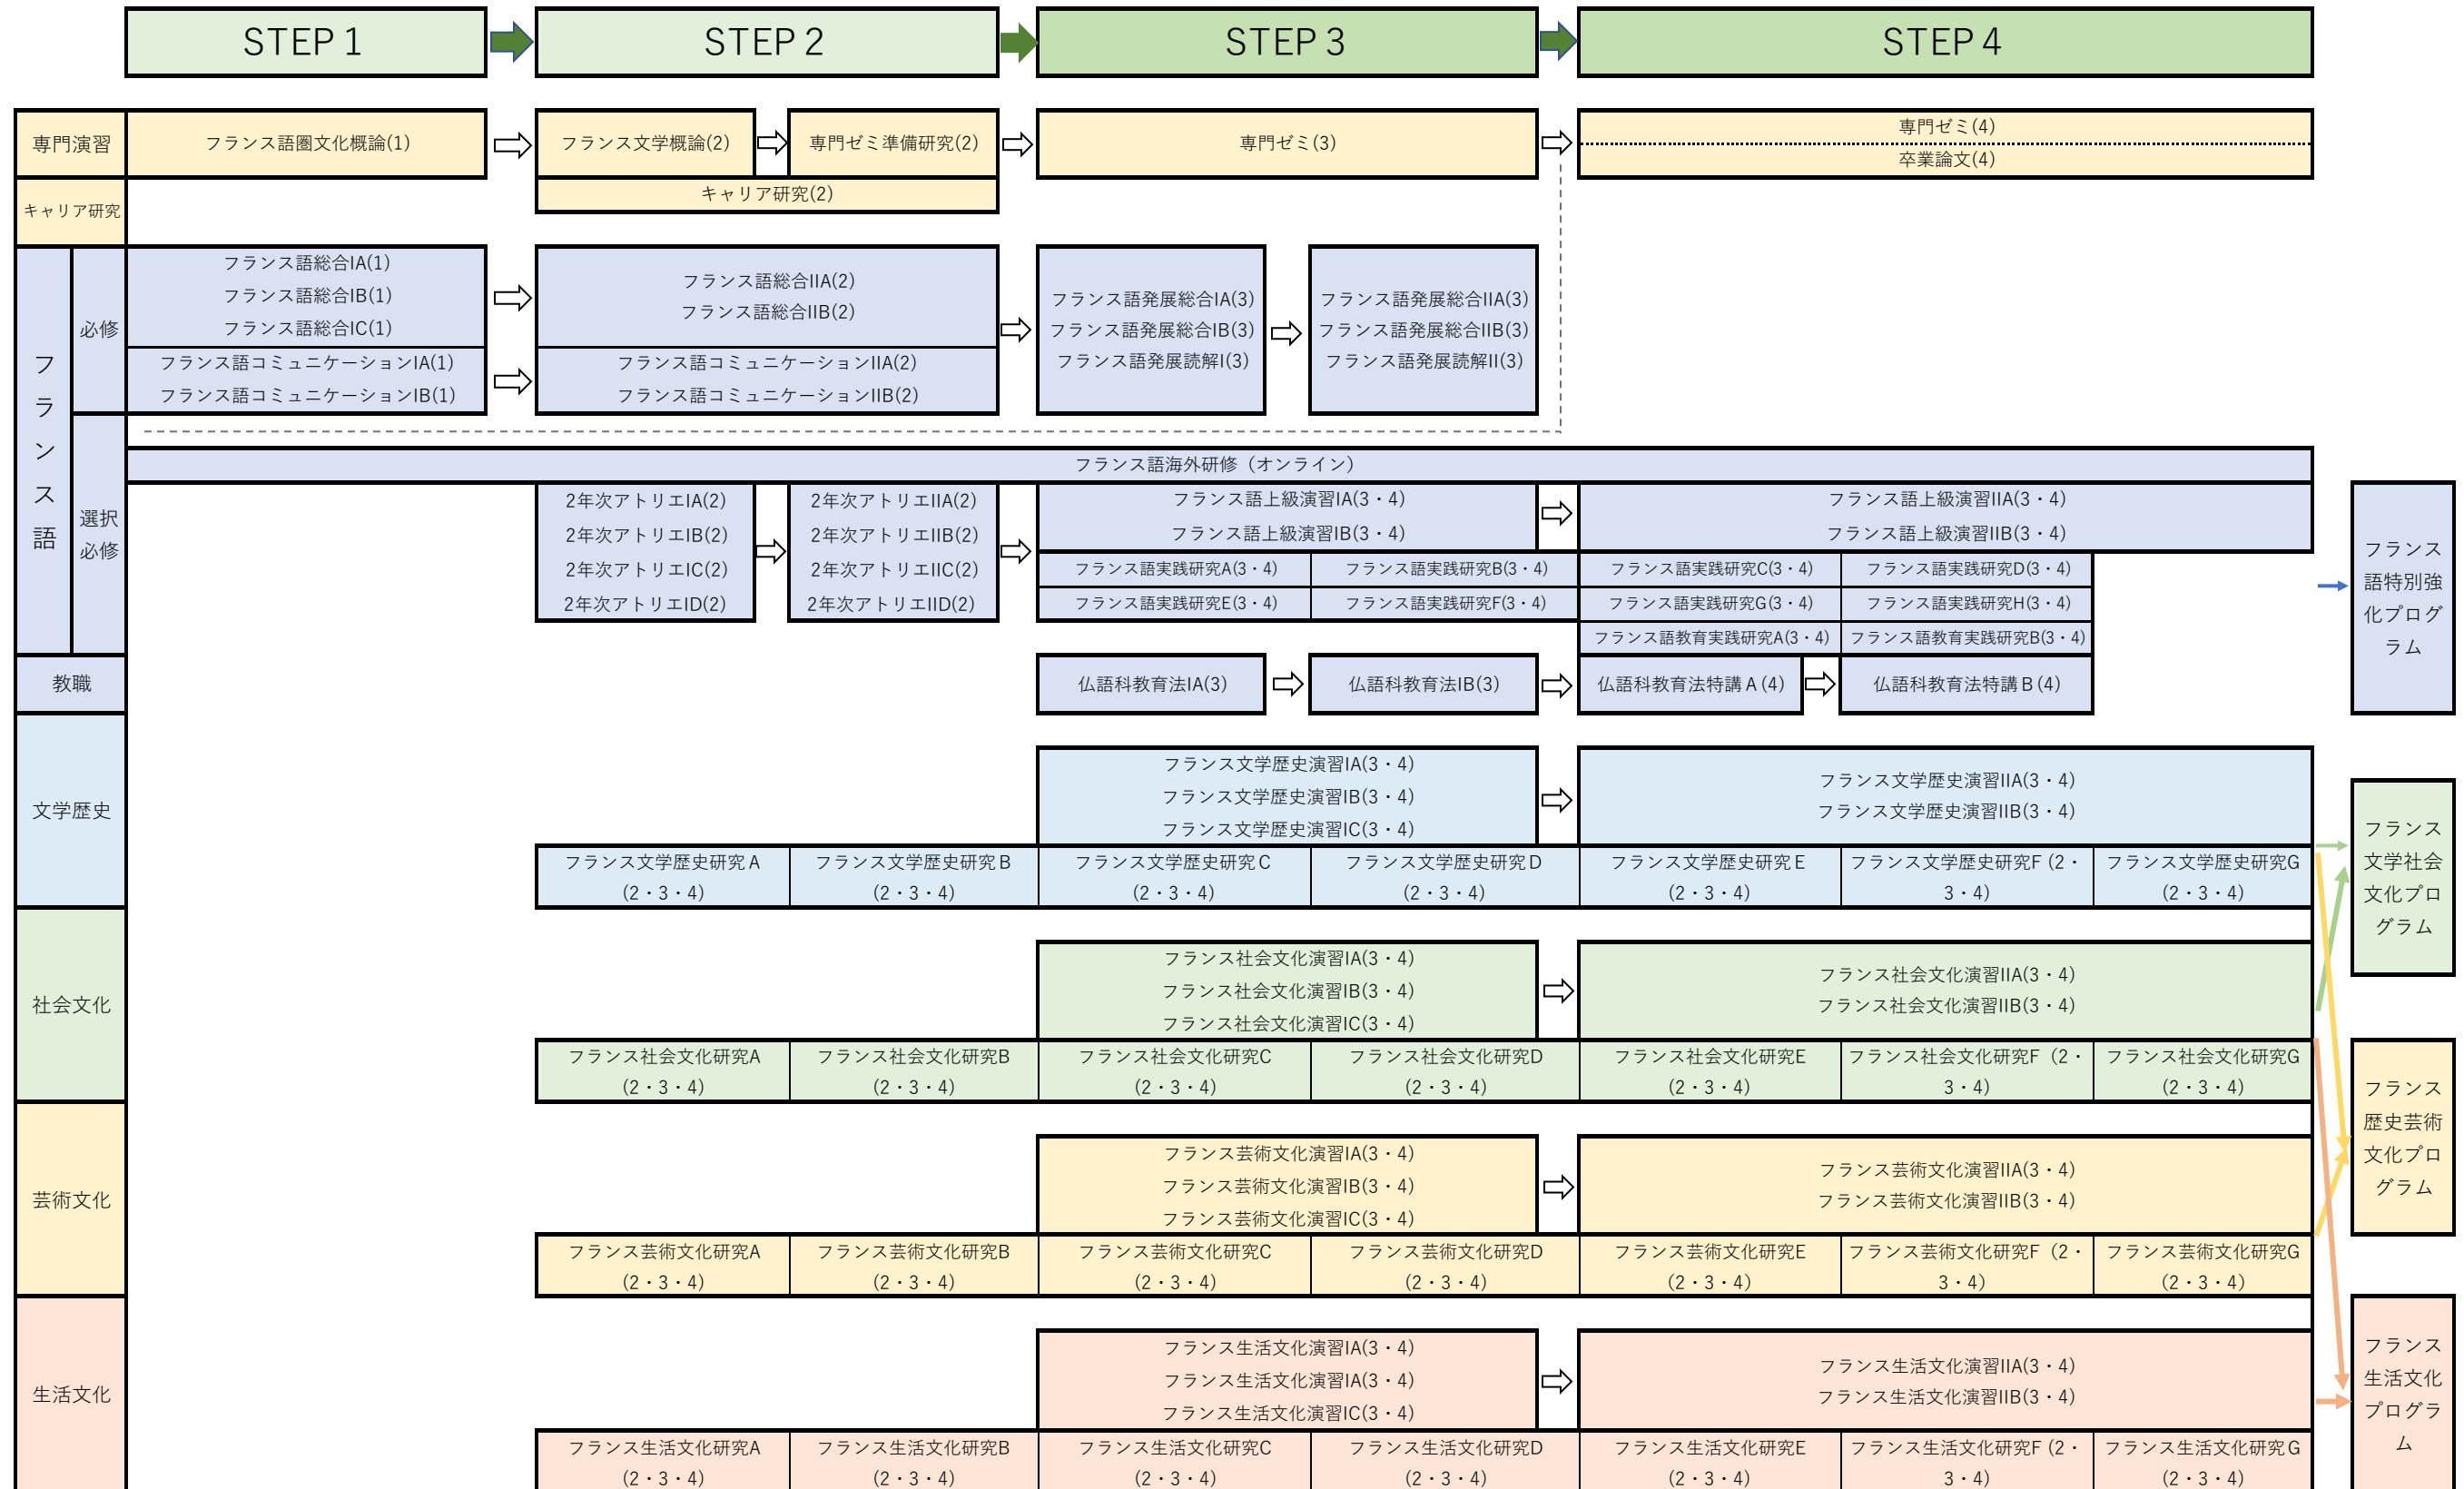 STEP 1
STEP 2
STEP 3
STEP 4
専門演習
フランス語圏文化概論(1)
フランス文学概論(2)
専門ゼミ準備研究(2)
専門ゼミ(3)
専門ゼミ(4)
卒業論文(4)
キャリア研究
キャリア研究(2)
フランス語
必修
フランス語総合IA(1)
フランス語総合IB(1)
フランス語総合IC(1)
フランス語コミュニケーションIA(1)
フランス語コミュニケーションIB(1)
フランス語総合IIA(2)
フランス語総合IIB(2)
フランス語コミュニケーションIIA(2)
フランス語コミュニケーションIIB(2)
フランス語発展総合IA(3)
フランス語発展総合IB(3)
フランス語発展読解I(3)
フランス語発展総合IIA(3)
フランス語発展総合IIB(3)
フランス語発展読解II(3)
選択
必修
フランス語海外研修（オンライン）
2年次アトリエIA(2)
2年次アトリエIB(2)
2年次アトリエIC(2)
2年次アトリエID(2)
2年次アトリエIIA(2)
2年次アトリエIIB(2)
2年次アトリエIIC(2)
2年次アトリエIID(2)
フランス語上級演習IA(3・4)
フランス語上級演習IB(3・4)
フランス語上級演習IIA(3・4)
フランス語上級演習IIB(3・4)
フランス語実践研究A(3・4)
フランス語実践研究B(3・4)
フランス語実践研究C(3・4)
フランス語実践研究D(3・4)
フランス語実践研究E(3・4)
フランス語実践研究F(3・4)
フランス語実践研究G(3・4)
フランス語実践研究H(3・4)
フランス語教育実践研究A(3・4)
フランス語教育実践研究B(3・4)
フランス
語特別強
化プログ
ラム
教職
仏語科教育法IA(3)
仏語科教育法IB(3)
仏語科教育法特講Ａ(4)
仏語科教育法特講Ｂ(4)
文学歴史
フランス文学歴史演習IA(3・4)
フランス文学歴史演習IB(3・4)
フランス文学歴史演習IC(3・4)
フランス文学歴史演習IIA(3・4)
フランス文学歴史演習IIB(3・4)
フランス文学歴史研究Ａ
(2・3・4)
フランス文学歴史研究Ｂ
(2・3・4)
フランス文学歴史研究Ｃ
(2・3・4)
フランス文学歴史研究Ｄ
(2・3・4)
フランス文学歴史研究Ｅ
(2・3・4)
フランス文学歴史研究F (2・
3・4)
フランス文学歴史研究G
(2・3・4)
フランス
文学社会
文化プロ
グラム
社会文化
フランス社会文化演習IA(3・4)
フランス社会文化演習IB(3・4)
フランス社会文化演習IC(3・4)
フランス社会文化演習IIA(3・4)
フランス社会文化演習IIB(3・4)
フランス社会文化研究A
(2・3・4)
フランス社会文化研究B
(2・3・4)
フランス社会文化研究C
(2・3・4)
フランス社会文化研究D
(2・3・4)
フランス社会文化研究E
(2・3・4)
フランス社会文化研究F（2・
3・4)
フランス社会文化研究G
(2・3・4)
フランス
歴史芸術
文化プロ
グラム
芸術文化
フランス芸術文化演習IA(3・4)
フランス芸術文化演習IB(3・4)
フランス芸術文化演習IC(3・4)
フランス芸術文化演習IIA(3・4)
フランス芸術文化演習IIB(3・4)
フランス芸術文化研究A
(2・3・4)
フランス芸術文化研究B
(2・3・4)
フランス芸術文化研究C
(2・3・4)
フランス芸術文化研究D
(2・3・4)
フランス芸術文化研究E
(2・3・4)
フランス芸術文化研究F（2・
3・4）
フランス芸術文化研究G
(2・3・4)
生活文化
フランス生活文化演習IA(3・4)
フランス生活文化演習IA(3・4)
フランス生活文化演習IC(3・4)
フランス生活文化演習IIA(3・4)
フランス生活文化演習IIB(3・4)
フランス生活文化研究A
(2・3・4)
フランス生活文化研究B
(2・3・4)
フランス生活文化研究C
(2・3・4)
フランス生活文化研究D
(2・3・4)
フランス生活文化研究E
(2・3・4)
フランス生活文化研究F (2・
3・4)
フランス生活文化研究Ｇ
(2・3・4)
フランス
生活文化
プログラ
ム